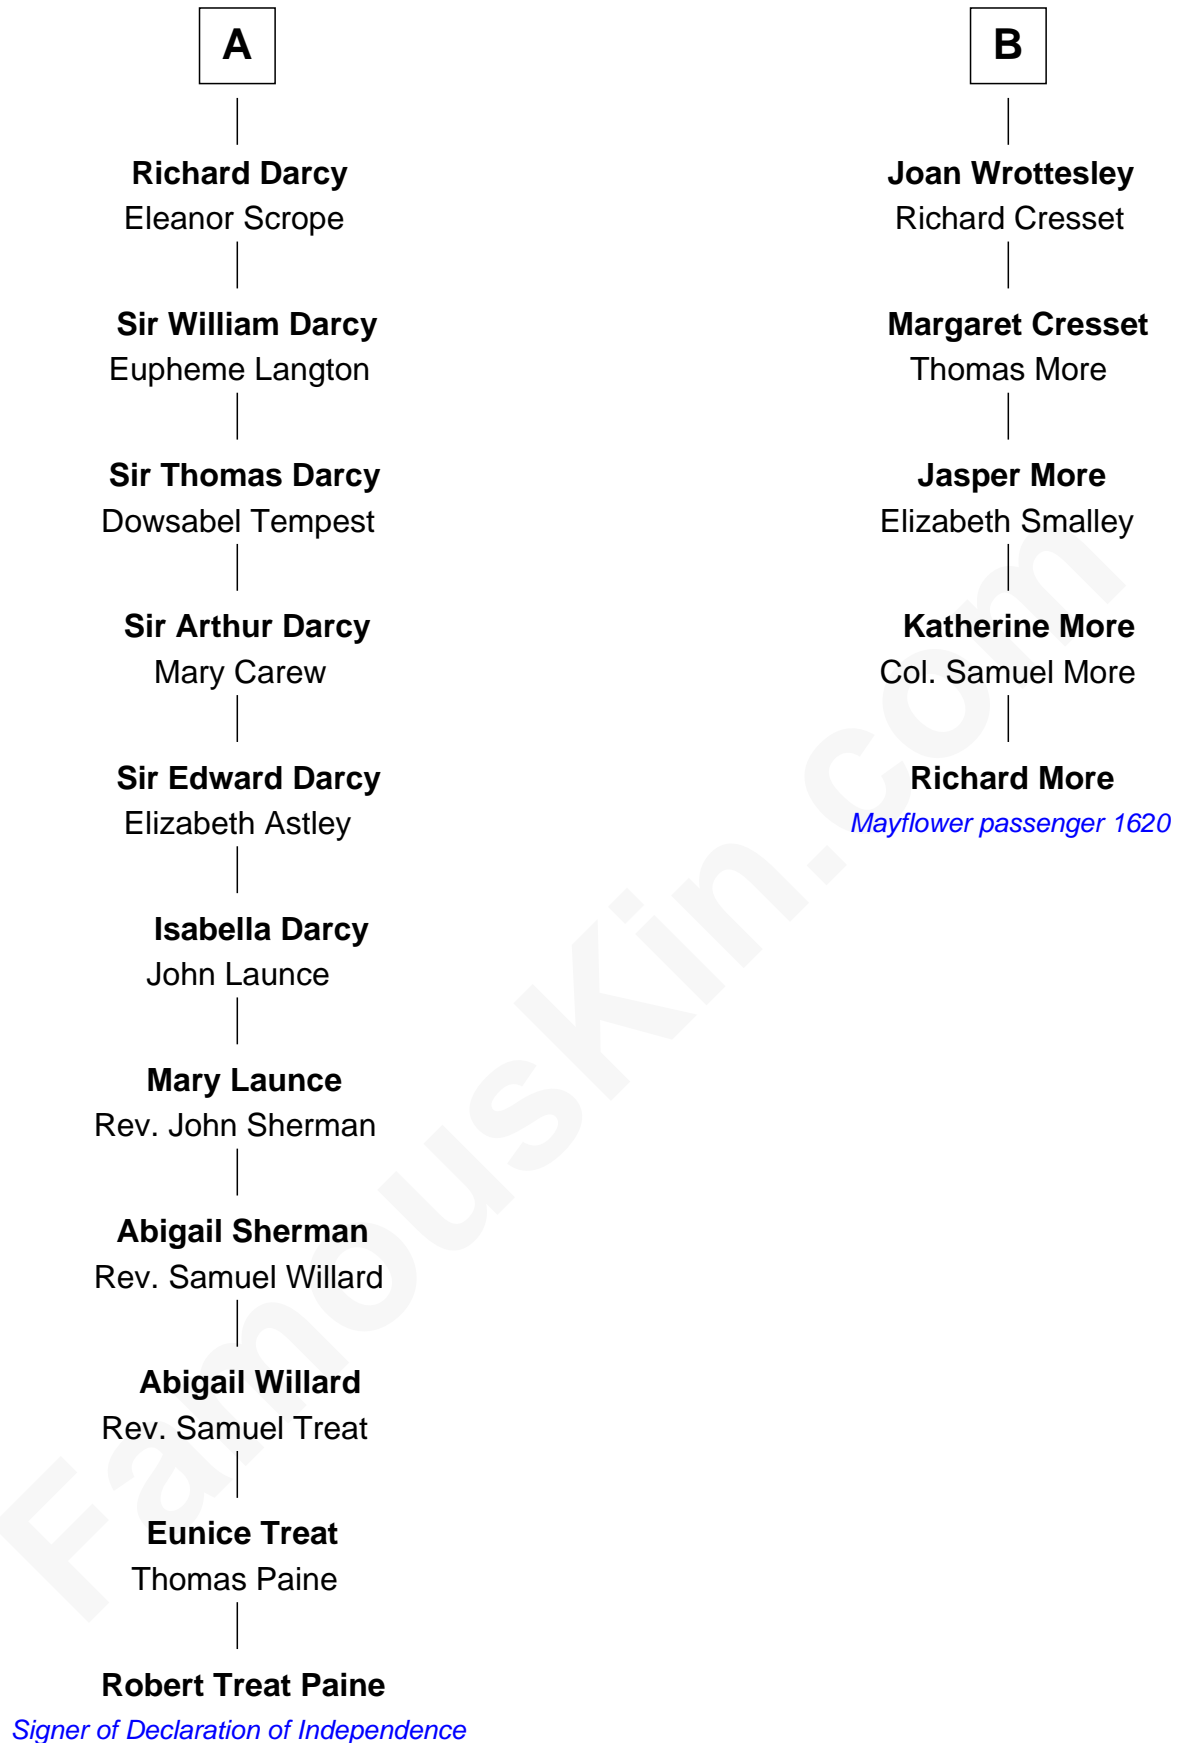 A
Richard Darcy
Eleanor Scrope
Sir William Darcy
Eupheme Langton
Sir Thomas Darcy
Dowsabel Tempest
Sir Arthur Darcy
Mary Carew
Sir Edward Darcy
Elizabeth Astley
Isabella Darcy
John Launce
Mary Launce
Rev. John Sherman
Abigail Sherman
Rev. Samuel Willard
Abigail Willard
Rev. Samuel Treat
Eunice Treat
Thomas Paine
Robert Treat Paine
Signer of Declaration of Independence
B
Joan Wrottesley
Richard Cresset
Margaret Cresset
Thomas More
Jasper More
Elizabeth Smalley
Katherine More
Col. Samuel More
Richard More
Mayflower passenger 1620
FamousKin.com